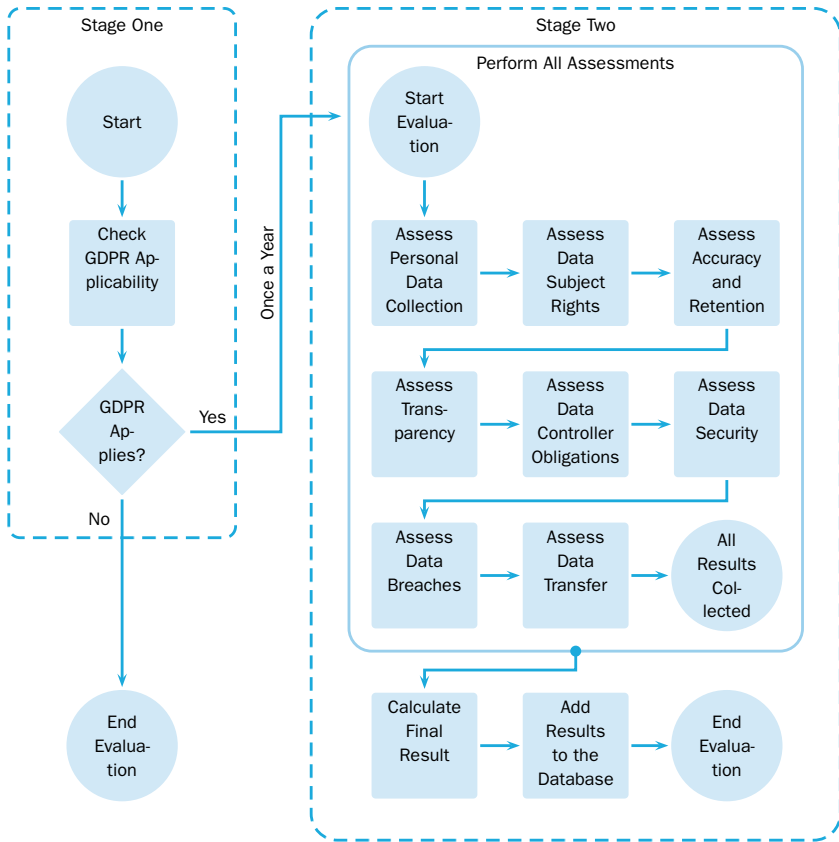 Stage One
Start
Check
GDPR Ap-
plicability
GDPR
Ap-
plies?
Yes
No
End
Evalua-
tion
Once a Year
Stage Two
Perform All Assessments
Start
Evalua-
tion
Assess
Personal
Data
Collection
Assess
Data
Subject
Rights
Assess
Accuracy
and
Retention
Assess
Trans-
parency
Assess
Data
Controller
Obligations
Assess
Data
Security
Assess
Data
Breaches
Assess
Data
Transfer
All
Results
Col-
lected
Calculate
Final
Result
Add
Results
to the
Database
End
Evalua-
tion